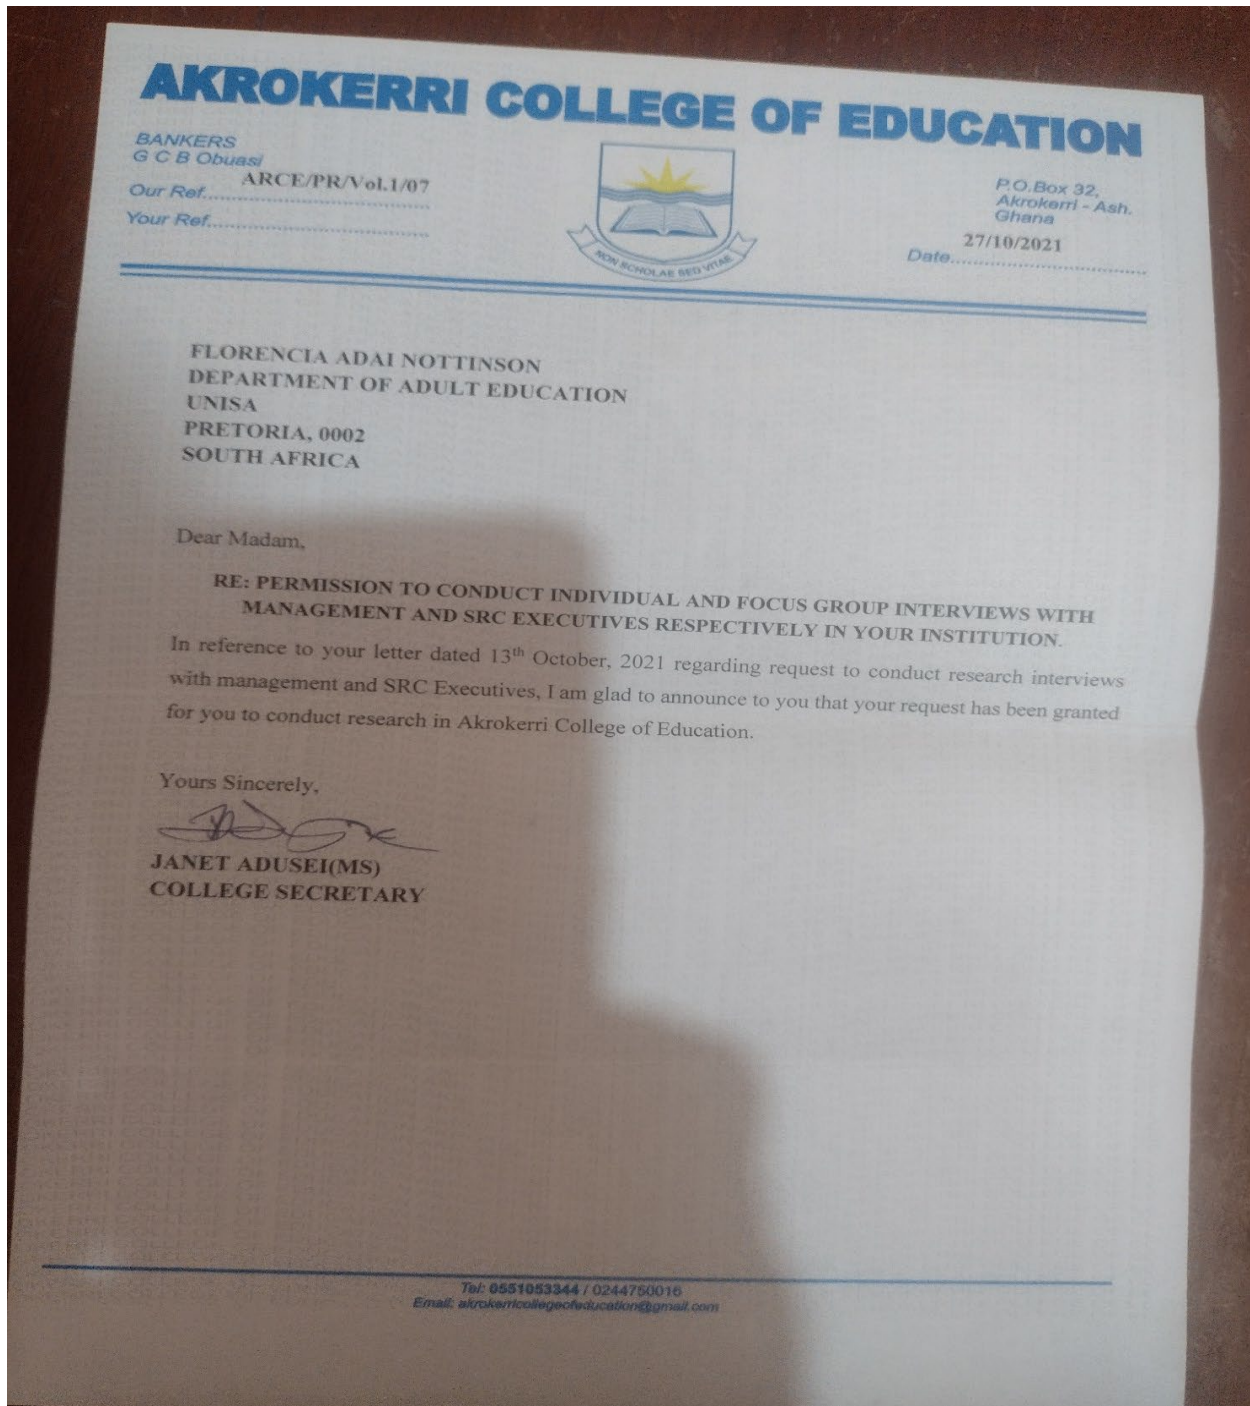 AKROKERRI COLLEGE OF EDUCATION
BANKERS
G C B Obuasi
Our Ref. ARCE/PR/Vol.1/07
Your Ref.
NON SCHOLAE SED VITAE
P.O.Box 32,
Akrokerri - Ash.
Ghana
Date 27/10/2021
FLORENCIA ADAI NOTTINSON
DEPARTMENT OF ADULT EDUCATION
UNISA
PRETORIA, 0002
SOUTH AFRICA
Dear Madam,
RE: PERMISSION TO CONDUCT INDIVIDUAL AND FOCUS GROUP INTERVIEWS WITH
MANAGEMENT AND SRC EXECUTIVES RESPECTIVELY IN YOUR INSTITUTION.
In reference to your letter dated 13th October, 2021 regarding request to conduct research interviews
with management and SRC Executives, I am glad to announce to you that your request has been granted
for you to conduct research in Akrokerri College of Education.
Yours Sincerely,
JANET ADUSEI(MS)
COLLEGE SECRETARY
Tel: 0551053344 / 0244750016
Email: akrokerricollegeofeducation@gmail.com